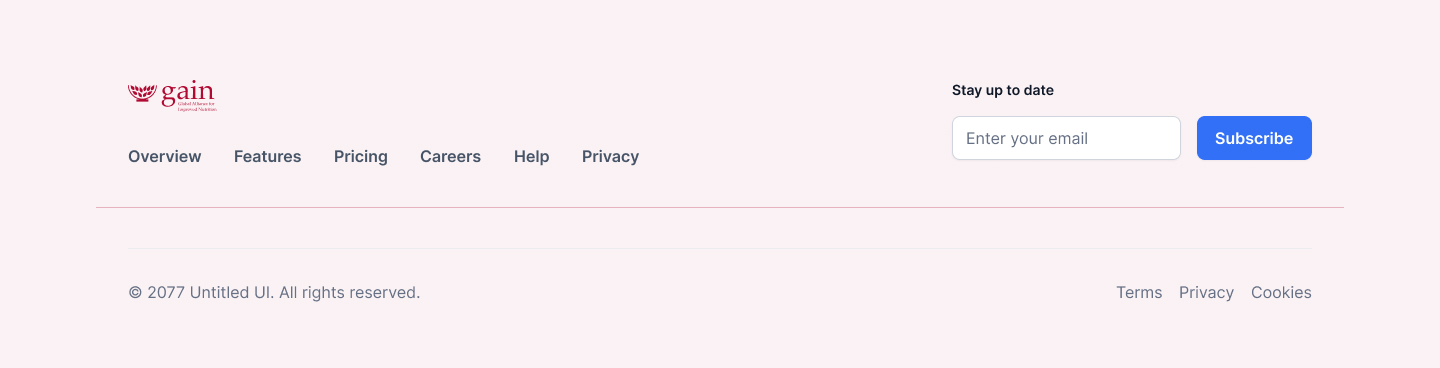 gain
Global Alliance for
Improved Nutrition
Overview Features Pricing Careers Help Privacy
Stay up to date
Enter your email Subscribe
© 2077 Untitled UI. All rights reserved.
Terms Privacy Cookies